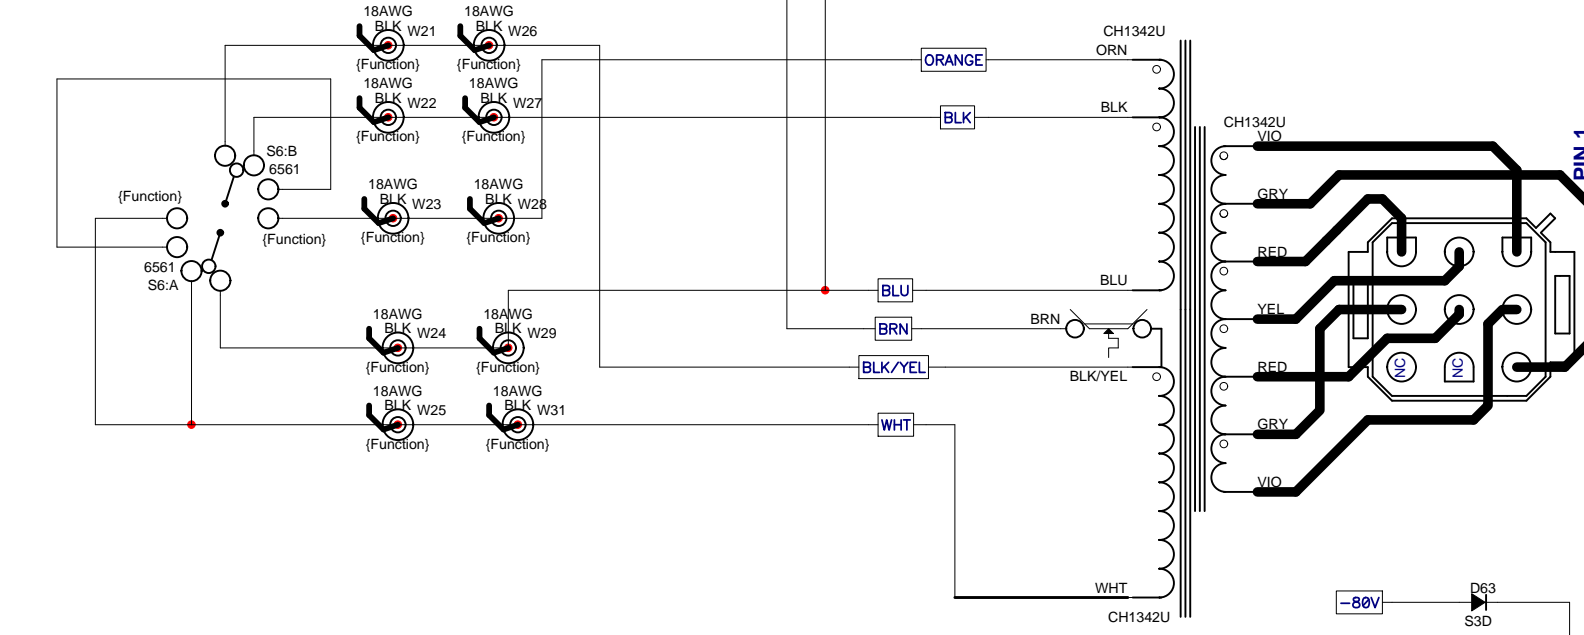 18AWG
BLK W21
{Function}
18AWG
BLK W26
{Function}
18AWG
BLK W22
{Function}
18AWG
BLK W27
{Function}
S6:B
6561
{Function}
{Function}
6561
S6:A
18AWG
BLK W23
{Function}
18AWG
BLK W28
{Function}
18AWG
BLK W24
{Function}
18AWG
BLK W29
{Function}
18AWG
BLK W25
{Function}
18AWG
BLK W31
{Function}
ORANGE
BLK
BLU
BRN
BLK/YEL
WHT
CH1342U
ORN
BLK
BLU
BRN
BLK/YEL
WHT
CH1342U
CH1342U
VIO
GRY
RED
YEL
RED
GRY
VIO
NC
NC
PIN 1
-80V
D63
S3D